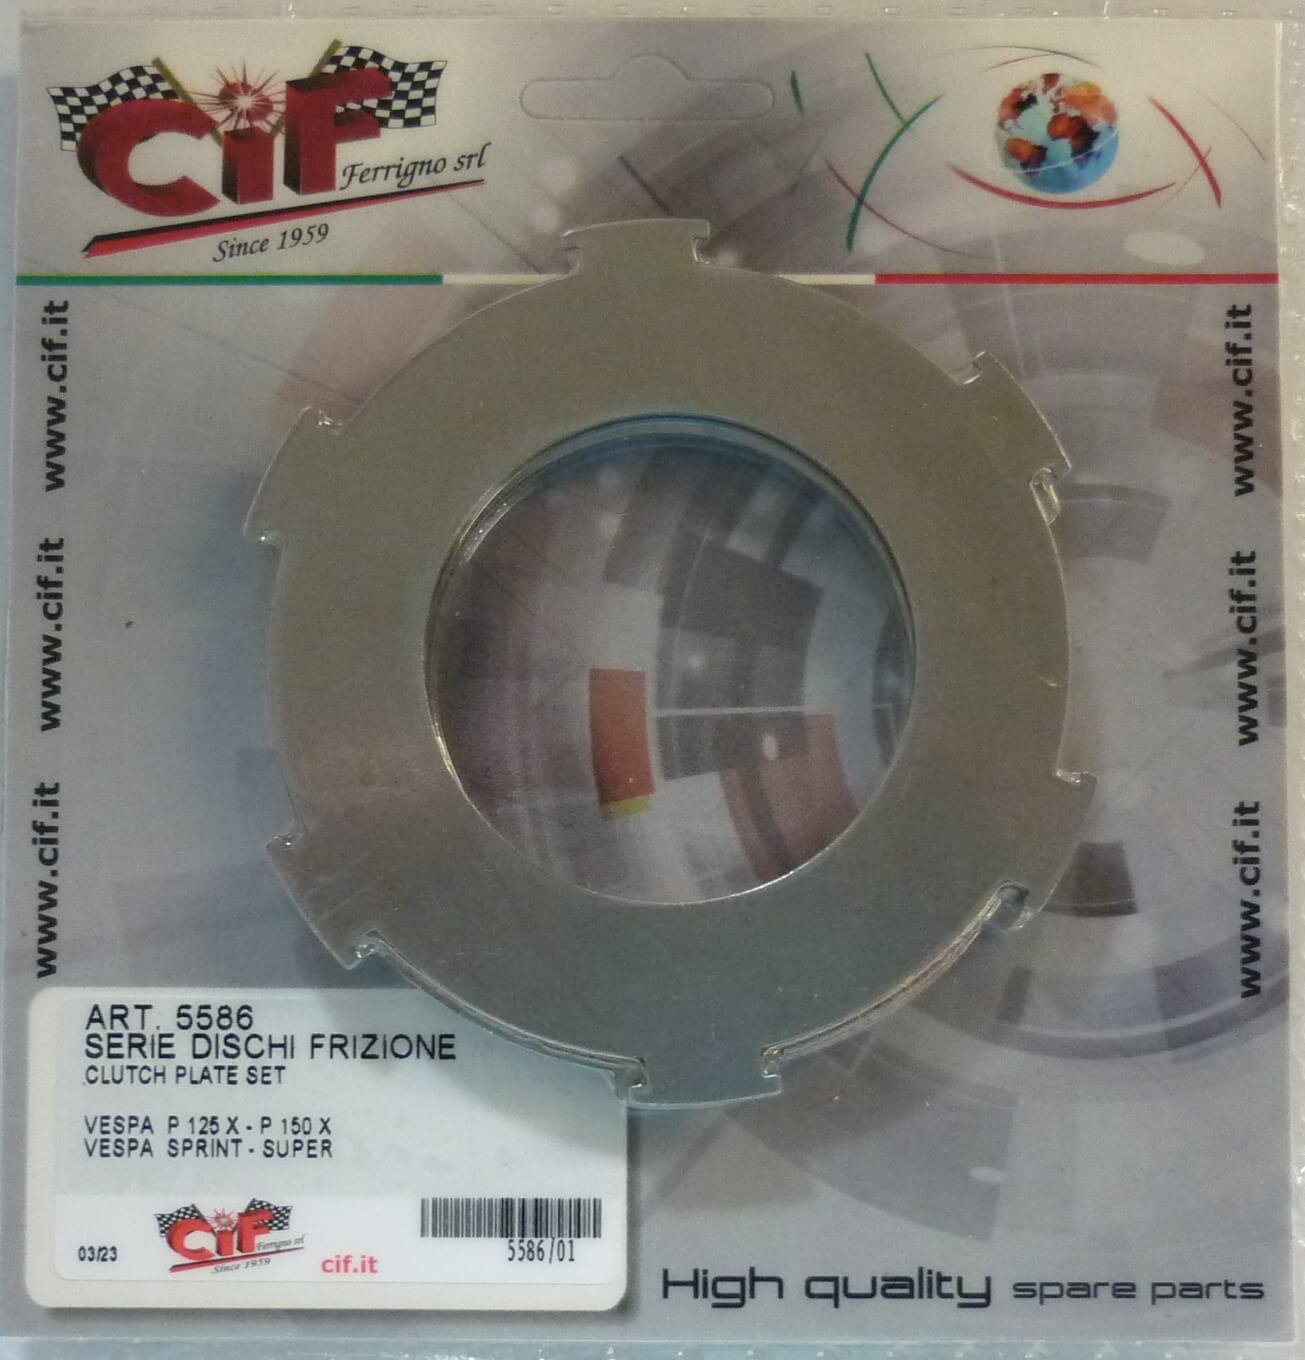 CiF
Ferrigno srl
Since 1959
www.cif.it www.cif.it www.cif.it
www.cif.it www.cif.it www.cif.it
ART. 5586
SERIE DISCHI FRIZIONE
CLUTCH PLATE SET
VESPA P 125 X - P 150 X
VESPA SPRINT - SUPER
CiF
Ferrigno srl
Since 1959
03/23
cif.it
5586/01
High quality spare parts